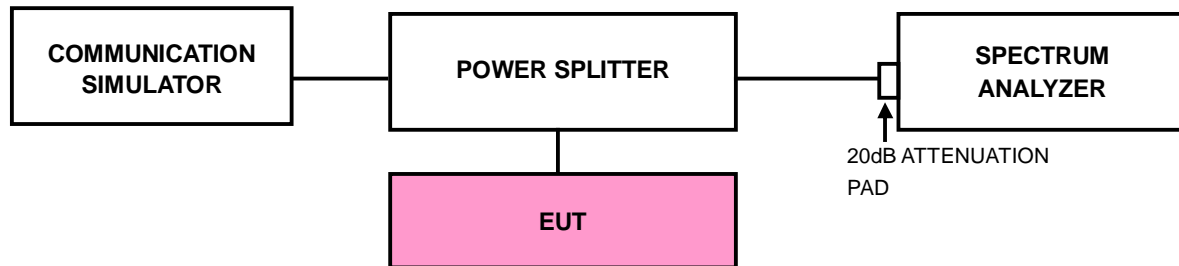 COMMUNICATION
SIMULATOR
POWER SPLITTER
SPECTRUM
ANALYZER
20dB ATTENUATION
PAD
EUT